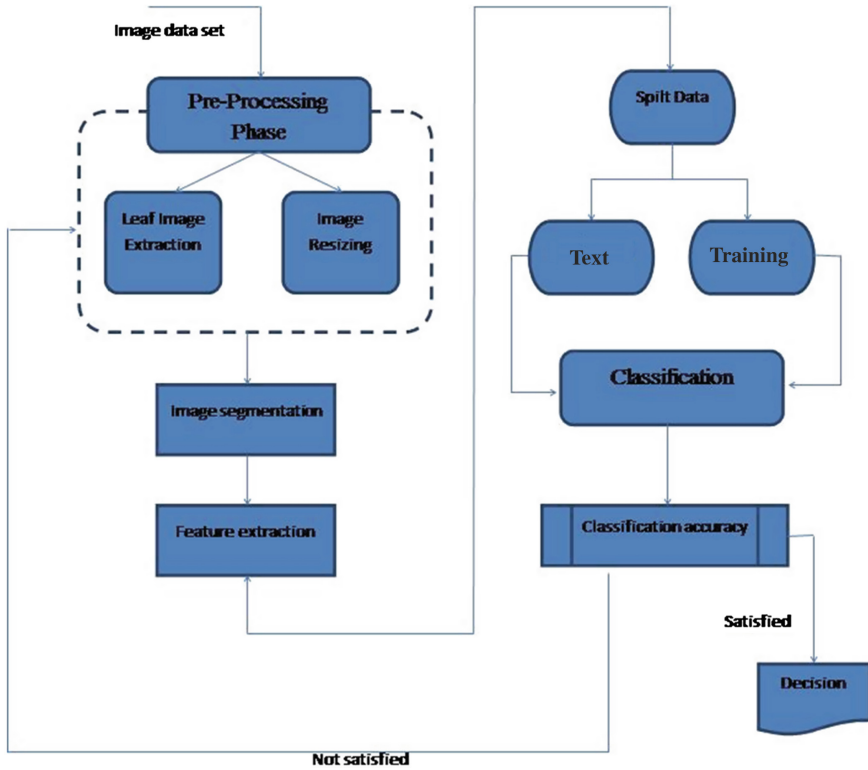 Image data set
Pre-Processing
Phase
Leaf Image
Extraction
Image
Resizing
Image segmentation
Feature extraction
Spilt Data
Text
Training
Classification
Classification accuracy
Satisfied
Decision
Not satisfied